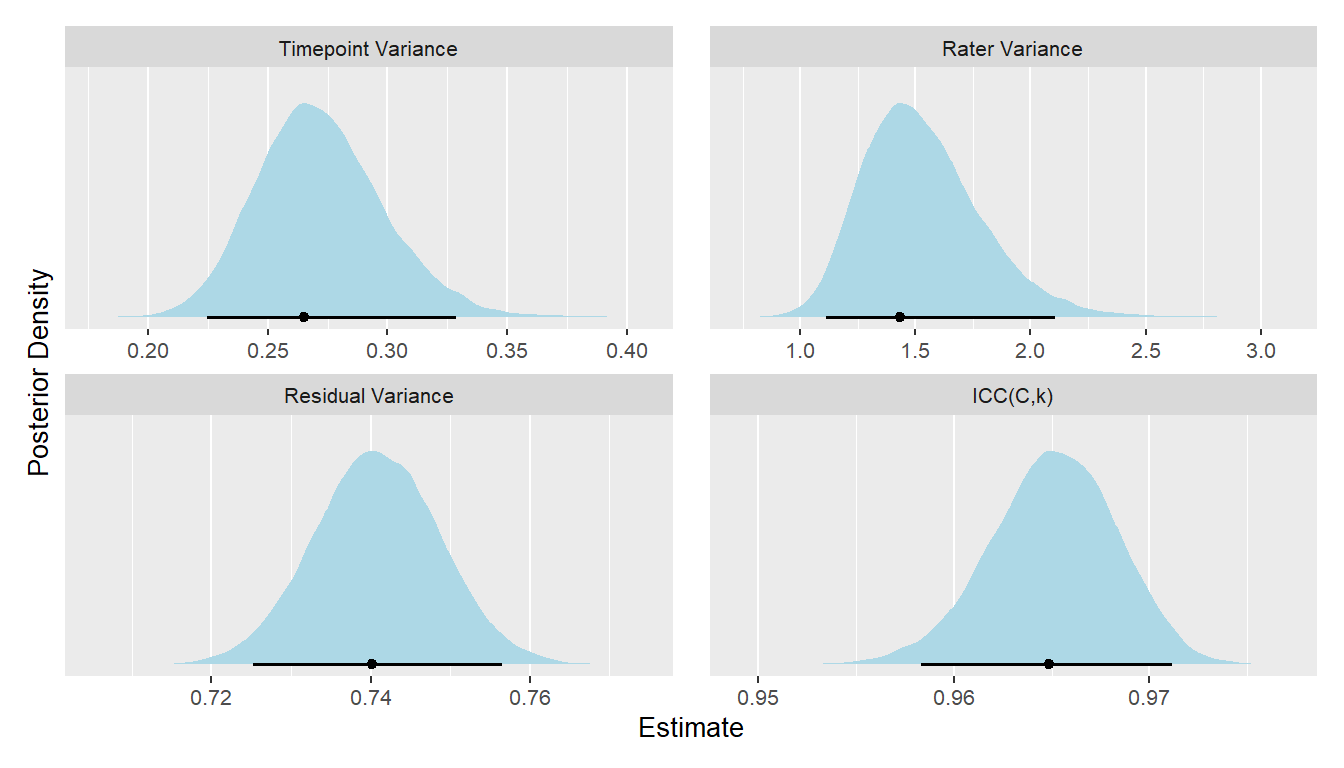 Timepoint Variance
Rater Variance
0.20 0.25 0.30 0.35 0.40
1.0 1.5 2.0 2.5 3.0
Residual Variance
ICC(C,k)
0.72 0.74 0.76
0.95 0.96 0.97
Posterior Density
Estimate